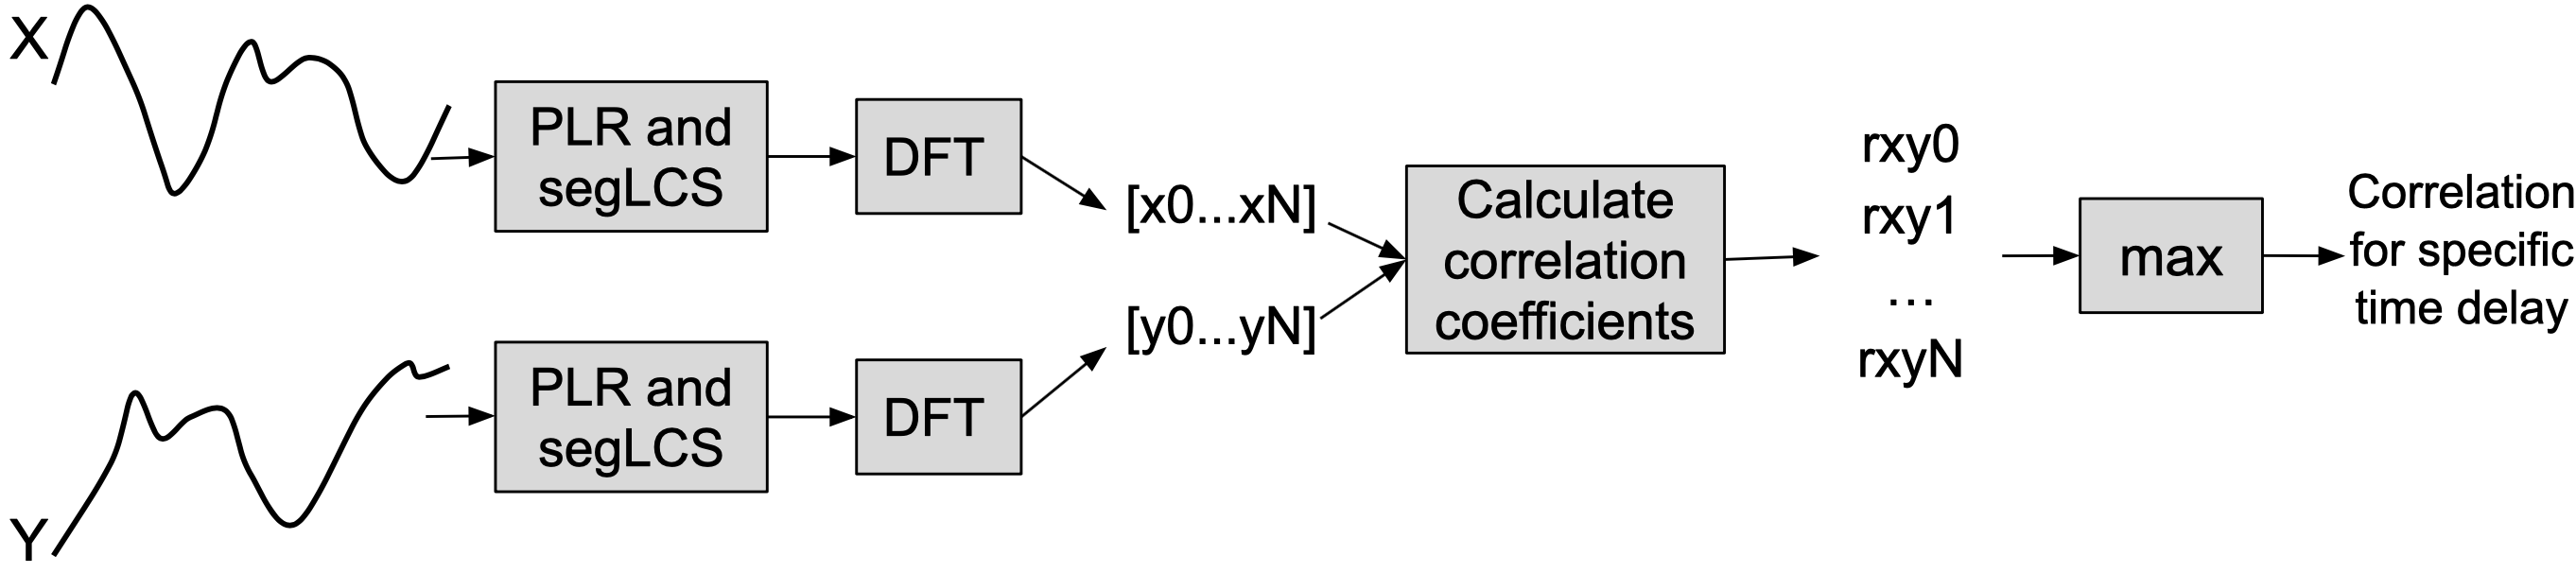 X
PLR and
segLCS
DFT
[x0...xN]
Y
PLR and
segLCS
DFT
[y0...yN]
Calculate
correlation
coefficients
rxy0
rxy1
...
rxyN
max
Correlation
for specific
time delay